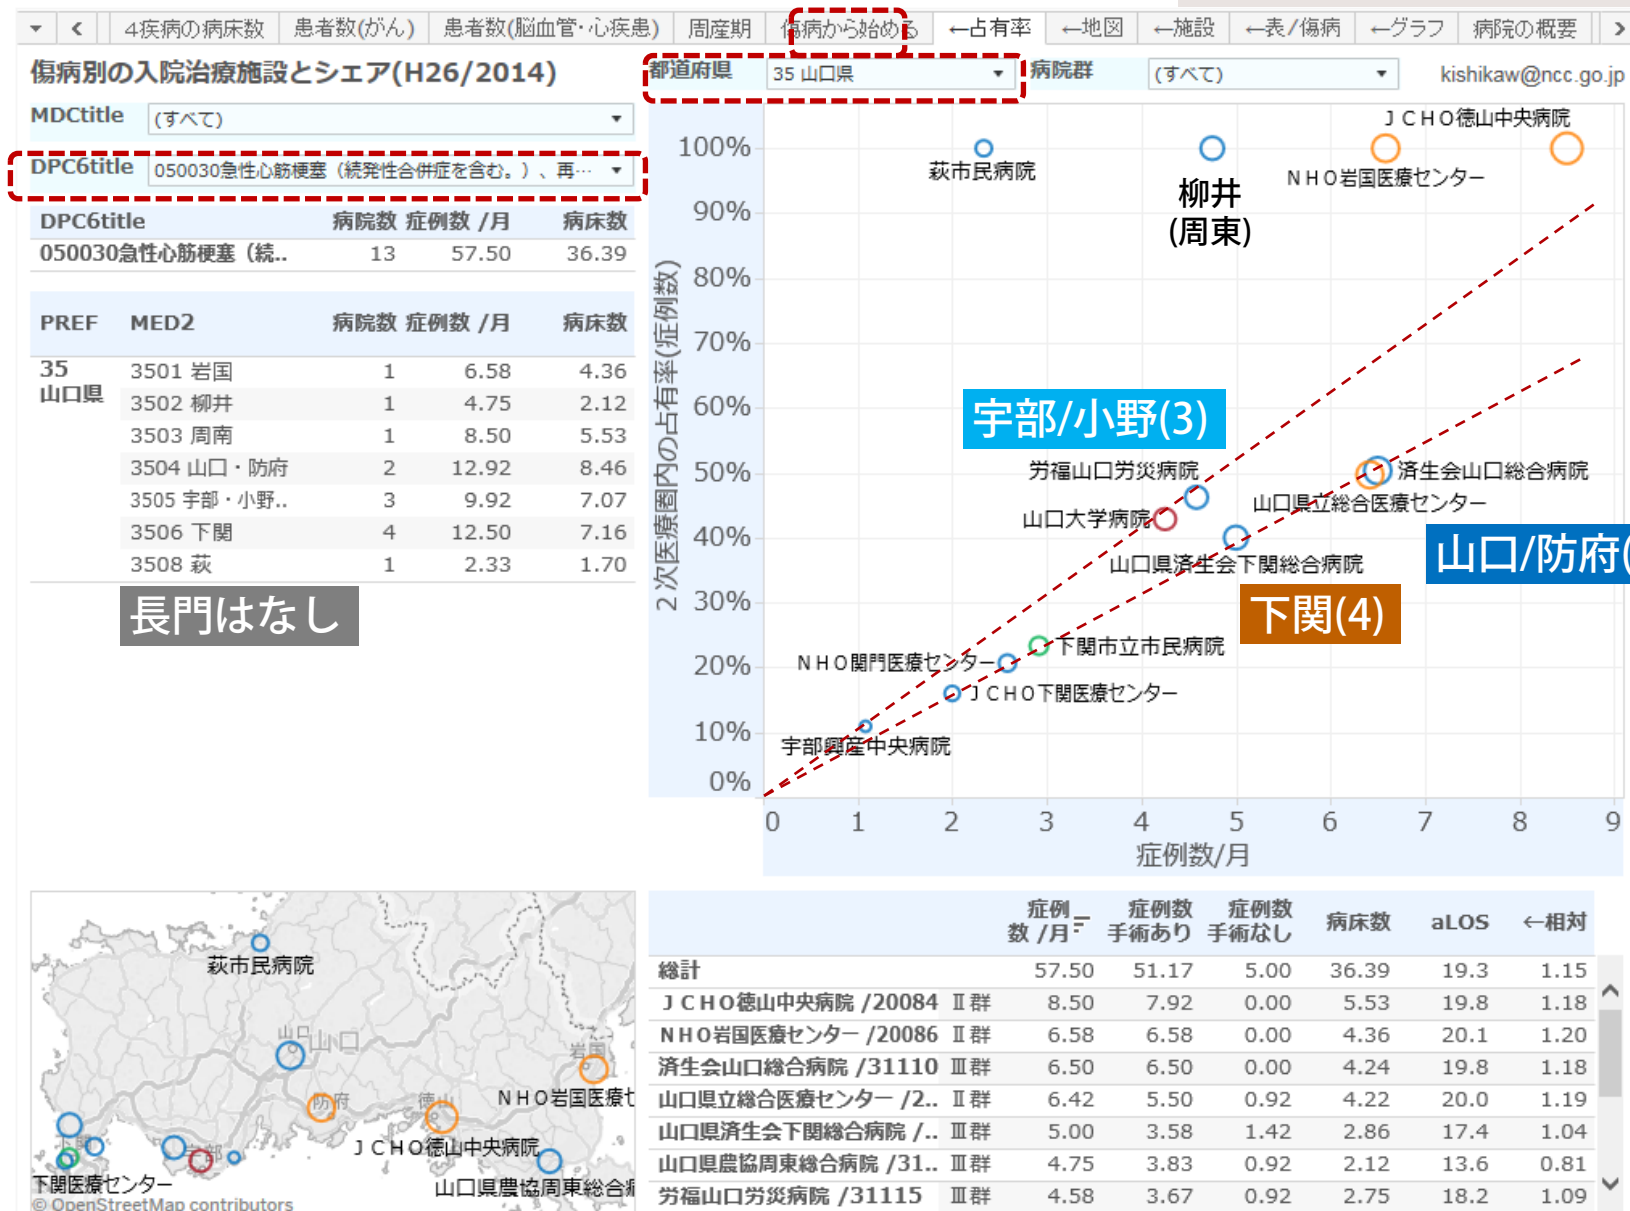 4疾病の病床数 患者数(がん) 患者数(脳血管・心疾患) 周産期 傷病から始める ←占有率 ←地図 ←施設 ←表/傷病 ←グラフ 病院の概要
傷病別の入院治療施設とシェア(H26/2014)
都道府県 35 山口県 病院群 (すべて) kishikaw@ncc.go.jp
MDCtitle (すべて)
DPC6title 050030急性心筋梗塞（続発性合併症を含む。）、再…
DPC6title 病院数 症例数 /月 病床数
050030急性心筋梗塞（続.. 13 57.50 36.39
PREF MED2 病院数 症例数 /月 病床数
35 山口県
3501 岩国 1 6.58 4.36
3502 柳井 1 4.75 2.12
3503 周南 1 8.50 5.53
3504 山口・防府 2 12.92 8.46
3505 宇部・小野.. 3 9.92 7.07
3506 下関 4 12.50 7.16
3508 萩 1 2.33 1.70
長門はなし
2次医療圏内の占有率(症例数)
100%
90%
80%
70%
60%
50%
40%
30%
20%
10%
0%
JCHO徳山中央病院
萩市民病院
NHO岩国医療センター
柳井
(周東)
宇部/小野(3)
労福山口労災病院
済生会山口総合病院
山口県立総合医療センター
山口大学病院
山口/防府(
山口県済生会下関総合病院
下関(4)
下関市立市民病院
NHO関門医療センター
JCHO下関医療センター
宇部興産中央病院
0 1 2 3 4 5 6 7 8 9
症例数/月
萩市民病院
山口 山口
岩国
防府
徳山
NHO岩国医療セ
JCHO徳山中央病院
下関医療センター
山口県農協周東総合病
© OpenStreetMap contributors
症例数 /月 症例数手術あり 症例数手術なし 病床数 aLOS ←相対
総計 57.50 51.17 5.00 36.39 19.3 1.15
JCHO徳山中央病院 /20084 Ⅱ群 8.50 7.92 0.00 5.53 19.8 1.18
NHO岩国医療センター /20086 Ⅱ群 6.58 6.58 0.00 4.36 20.1 1.20
済生会山口総合病院 /31110 Ⅲ群 6.50 6.50 0.00 4.24 19.8 1.18
山口県立総合医療センター /2.. Ⅱ群 6.42 5.50 0.92 4.22 20.0 1.19
山口県済生会下関総合病院 /.. Ⅲ群 5.00 3.58 1.42 2.86 17.4 1.04
山口県農協周東総合病院 /31.. Ⅲ群 4.75 3.83 0.92 2.12 13.6 0.81
労福山口労災病院 /31115 Ⅲ群 4.58 3.67 0.92 2.75 18.2 1.09